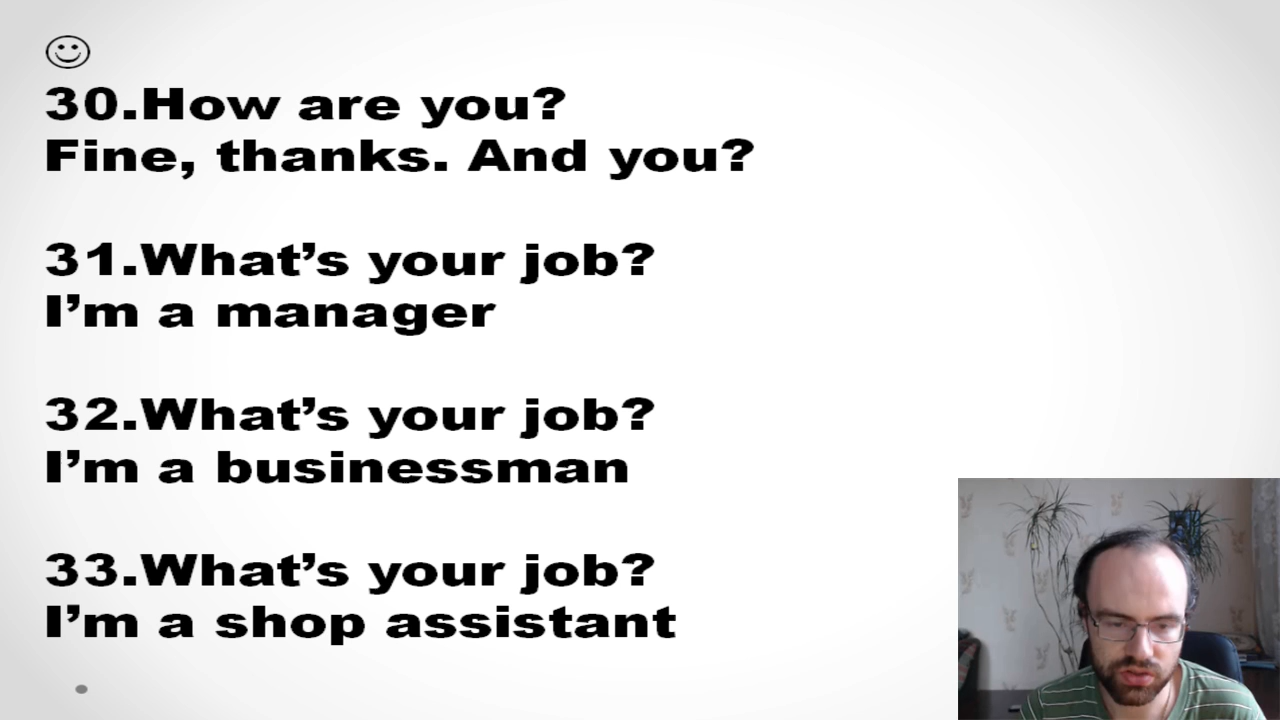 30.How are you?
Fine, thanks. And you?
31.What’s your job?
I’m a manager
32.What’s your job?
I’m a businessman
33.What’s your job?
I’m a shop assistant